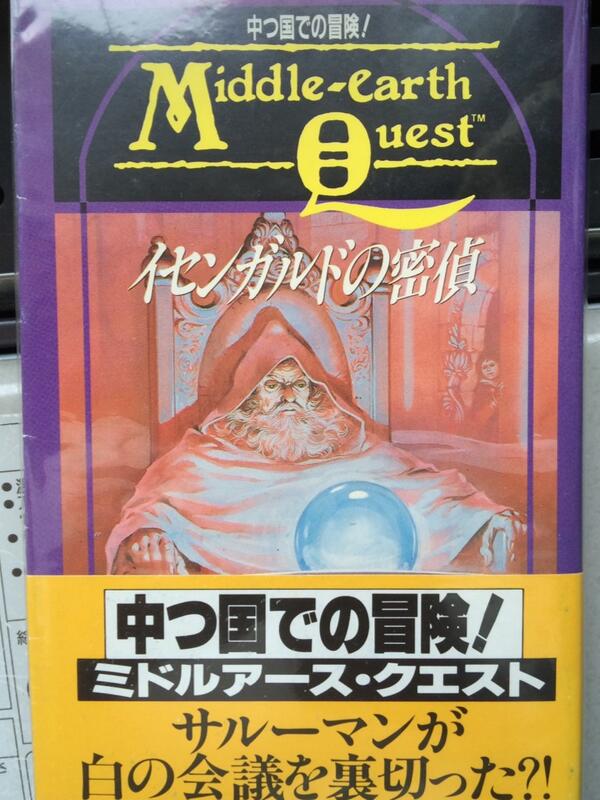 中つ国での冒険！
Middle-earth
Quest™
イセンガルドの密偵
中つ国での冒険！
ミドルアース・クエスト
サルーマンが
白の会議を裏切った?!